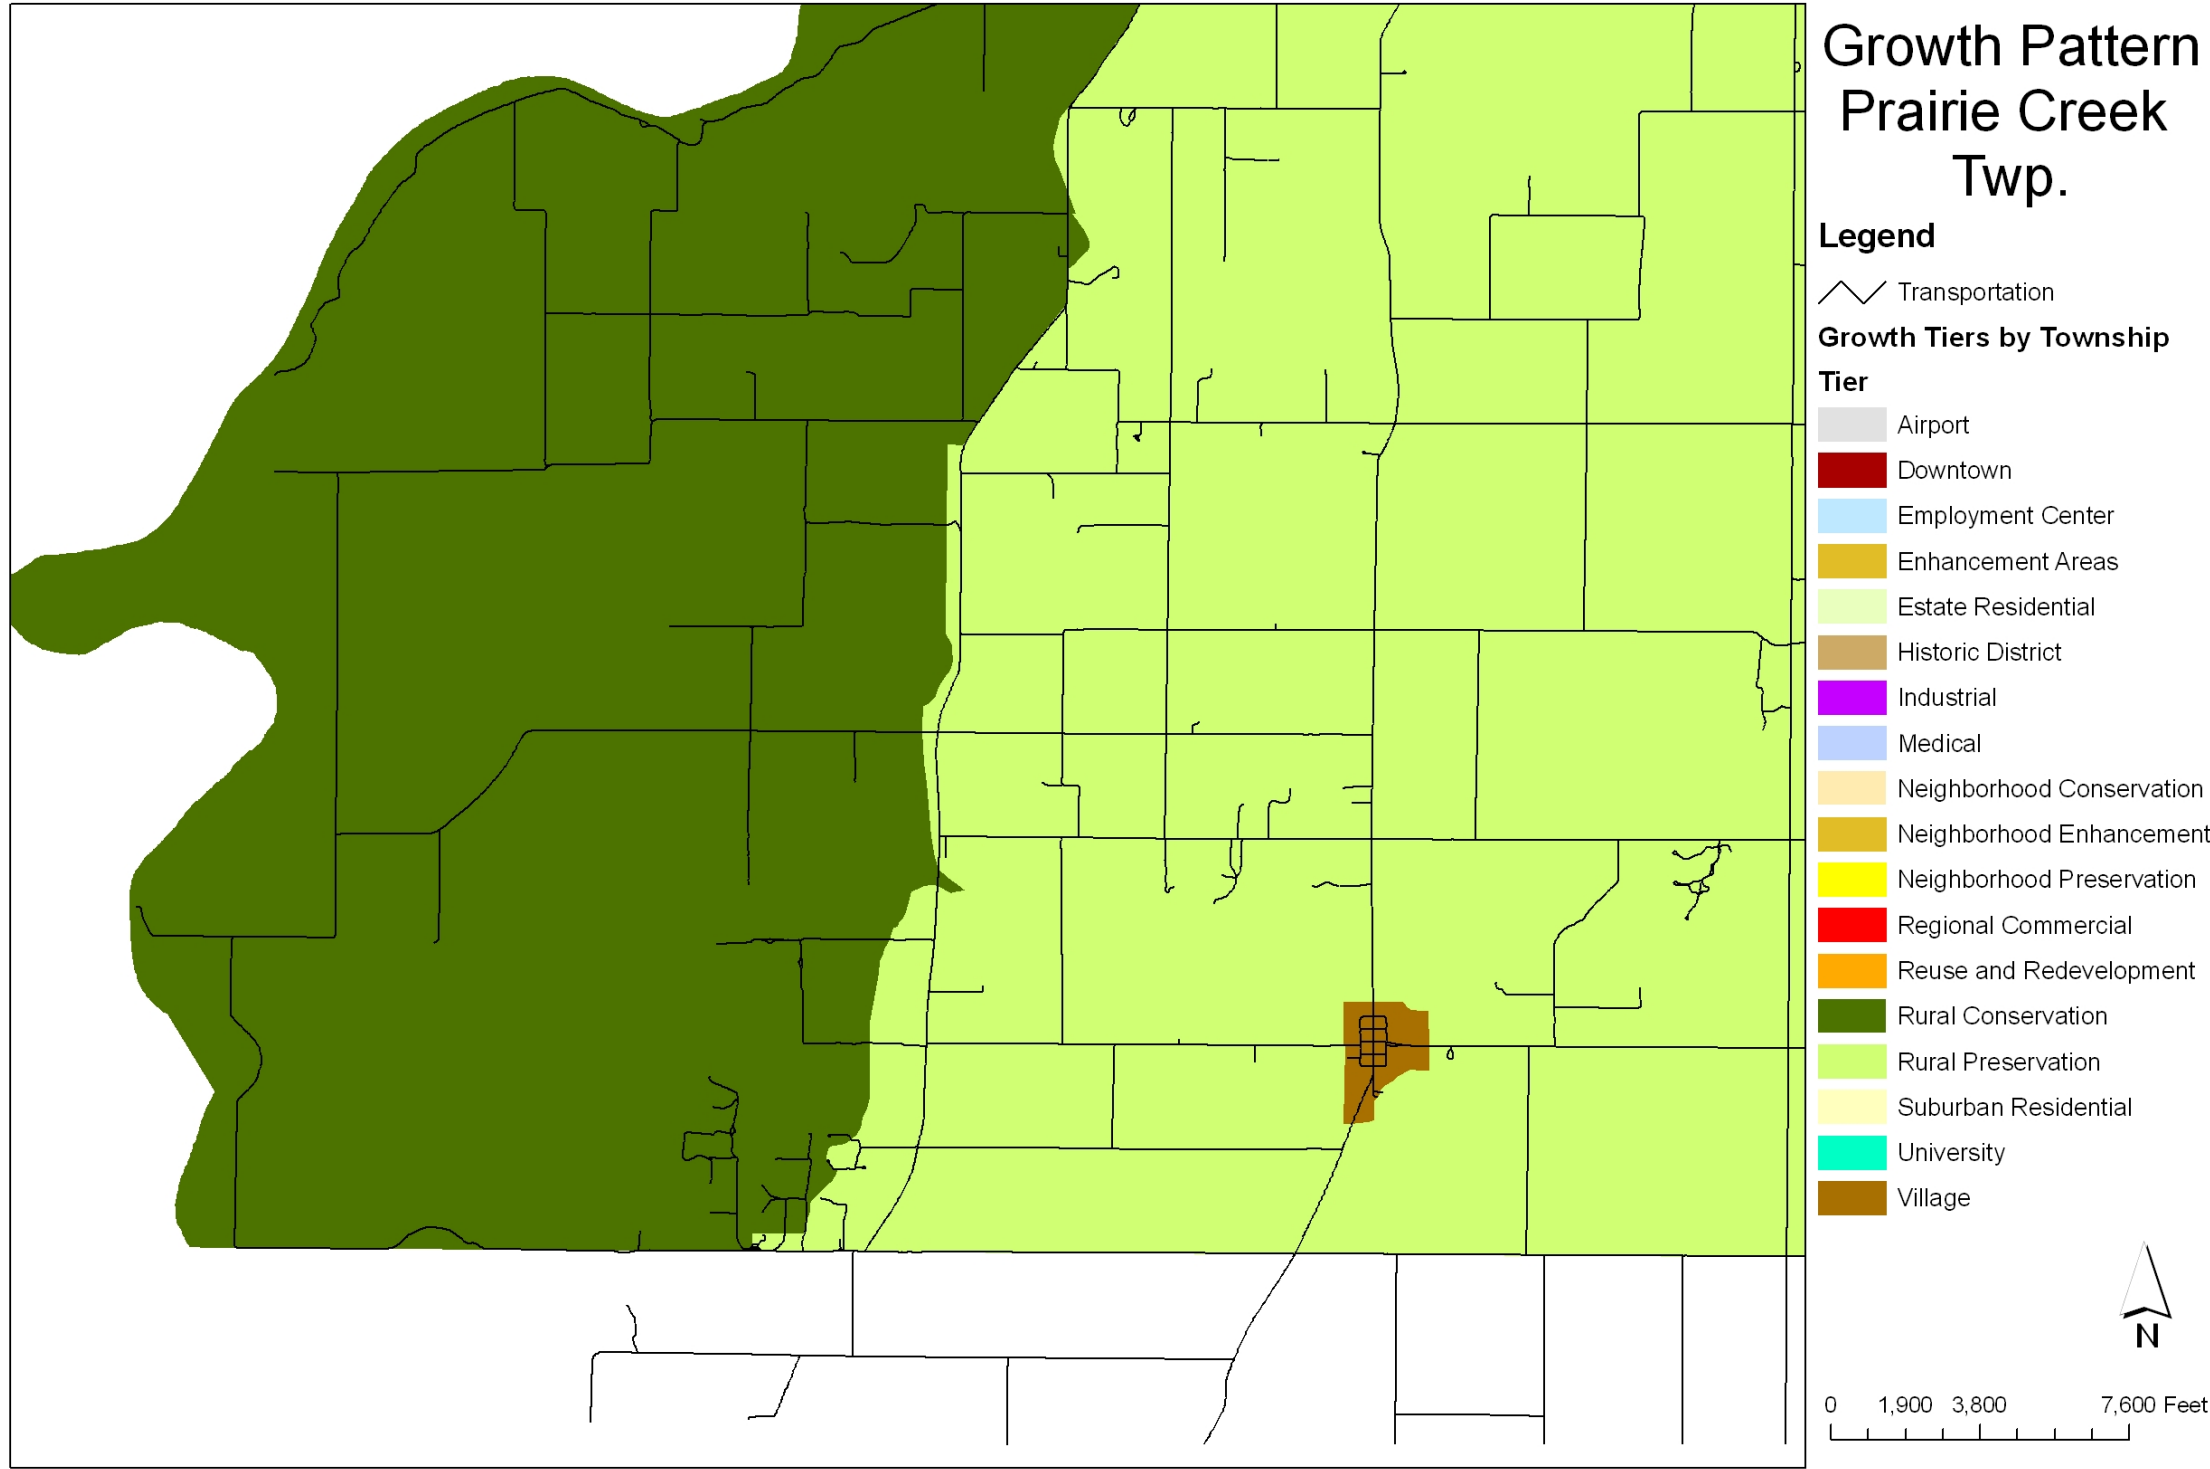 Growth Pattern
Prairie Creek
Twp.
Legend
Transportation
Growth Tiers by Township
Tier
Airport
Downtown
Employment Center
Enhancement Areas
Estate Residential
Historic District
Industrial
Medical
Neighborhood Conservation
Neighborhood Enhancement
Neighborhood Preservation
Regional Commercial
Reuse and Redevelopment
Rural Conservation
Rural Preservation
Suburban Residential
University
Village
N
0 1,900 3,800 7,600 Feet